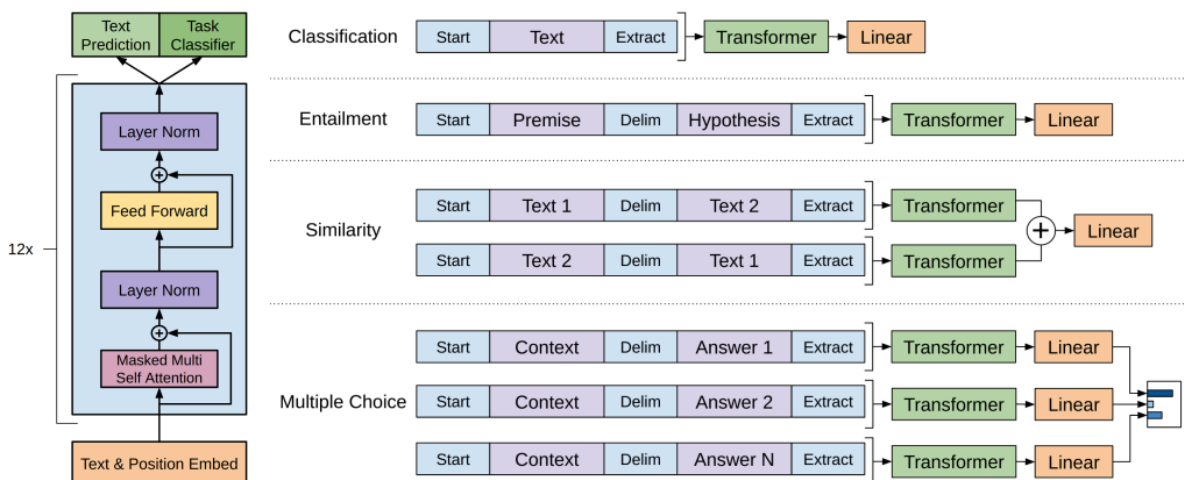 Text
Prediction
Task
Classifier
Layer Norm
+
Feed Forward
12x
Layer Norm
+
Masked Multi
Self Attention
Text & Position Embed
Classification
Start Text Extract Transformer Linear
Entailment
Start Premise Delim Hypothesis Extract Transformer Linear
Similarity
Start Text 1 Delim Text 2 Extract Transformer
+ Linear
Start Text 2 Delim Text 1 Extract Transformer
Multiple Choice
Start Context Delim Answer 1 Extract Transformer Linear
Start Context Delim Answer 2 Extract Transformer Linear
Start Context Delim Answer N Extract Transformer Linear